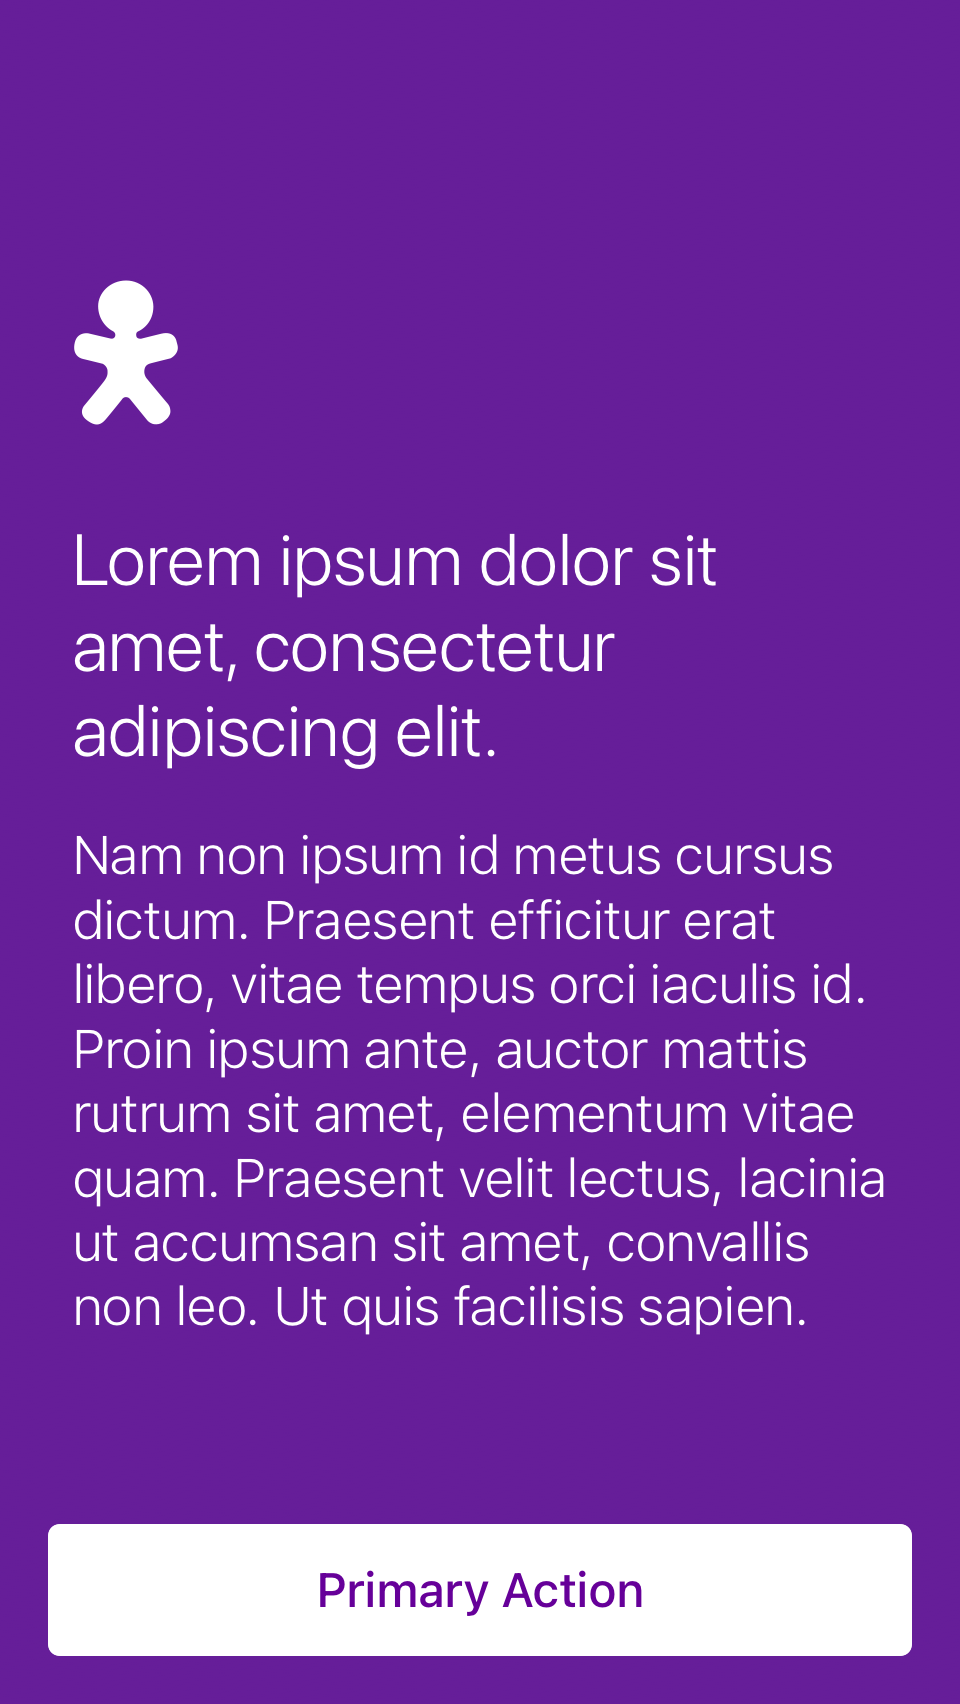 Lorem ipsum dolor sit
amet, consectetur
adipiscing elit.
Nam non ipsum id metus cursus
dictum. Praesent efficitur erat
libero, vitae tempus orci iaculis id.
Proin ipsum ante, auctor mattis
rutrum sit amet, elementum vitae
quam. Praesent velit lectus, lacinia
ut accumsan sit amet, convallis
non leo. Ut quis facilisis sapien.
Primary Action